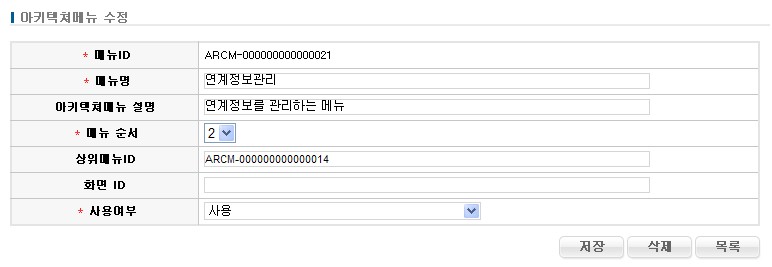 아키텍쳐메뉴 수정
* 메뉴ID ARCM-000000000000021
* 메뉴명 연계정보관리
아키텍쳐메뉴 설명 연계정보를 관리하는 메뉴
* 메뉴 순서 2
상위메뉴ID ARCM-000000000000014
화면 ID
* 사용여부 사용
저장 삭제 목록